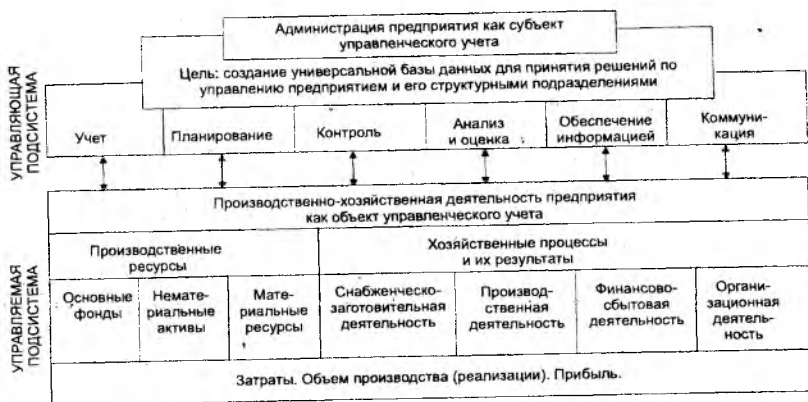 Администрация предприятия как субъект
управленческого учета
Цель: создание универсальной базы данных для принятия решений по
управлению предприятием и его структурными подразделениями
УПРАВЛЯЮЩАЯ
ПОДСИСТЕМА
Учет
Планирование
Контроль
Анализ
и оценка
Обеспечение
информацией
Коммуни-
кация
Производственно-хозяйственная деятельность предприятия
как объект управленческого учета
УПРАВЛЯЕМАЯ
ПОДСИСТЕМА
Производственные
ресурсы
Хозяйственные процессы
и их результаты
Основные
фонды
Немате-
риальные
активы
Мате-
риальные
ресурсы
Снабженческо-
заготовительная
деятельность
Производ-
ственная
деятельность
Финансово-
сбытовая
деятельность
Органи-
зационная
деятель-
ность
Затраты. Объем производства (реализации). Прибыль.